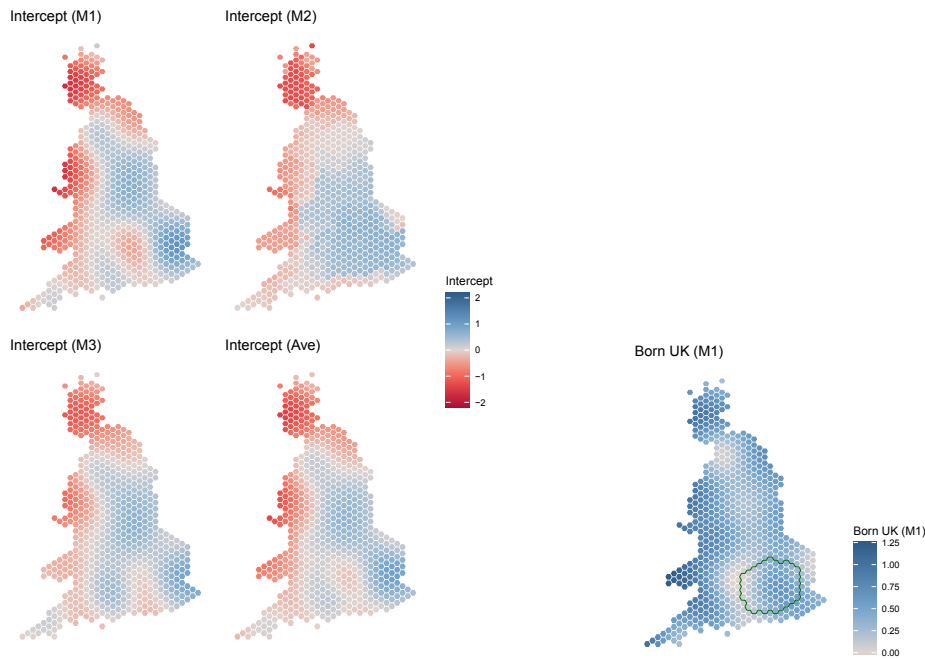 Intercept (M1)
Intercept (M2)
Intercept
2
1
0
−1
−2
Intercept (M3)
Intercept (Ave)
Born UK (M1)
Born UK (M1)
1.25
1.00
0.75
0.50
0.25
0.00